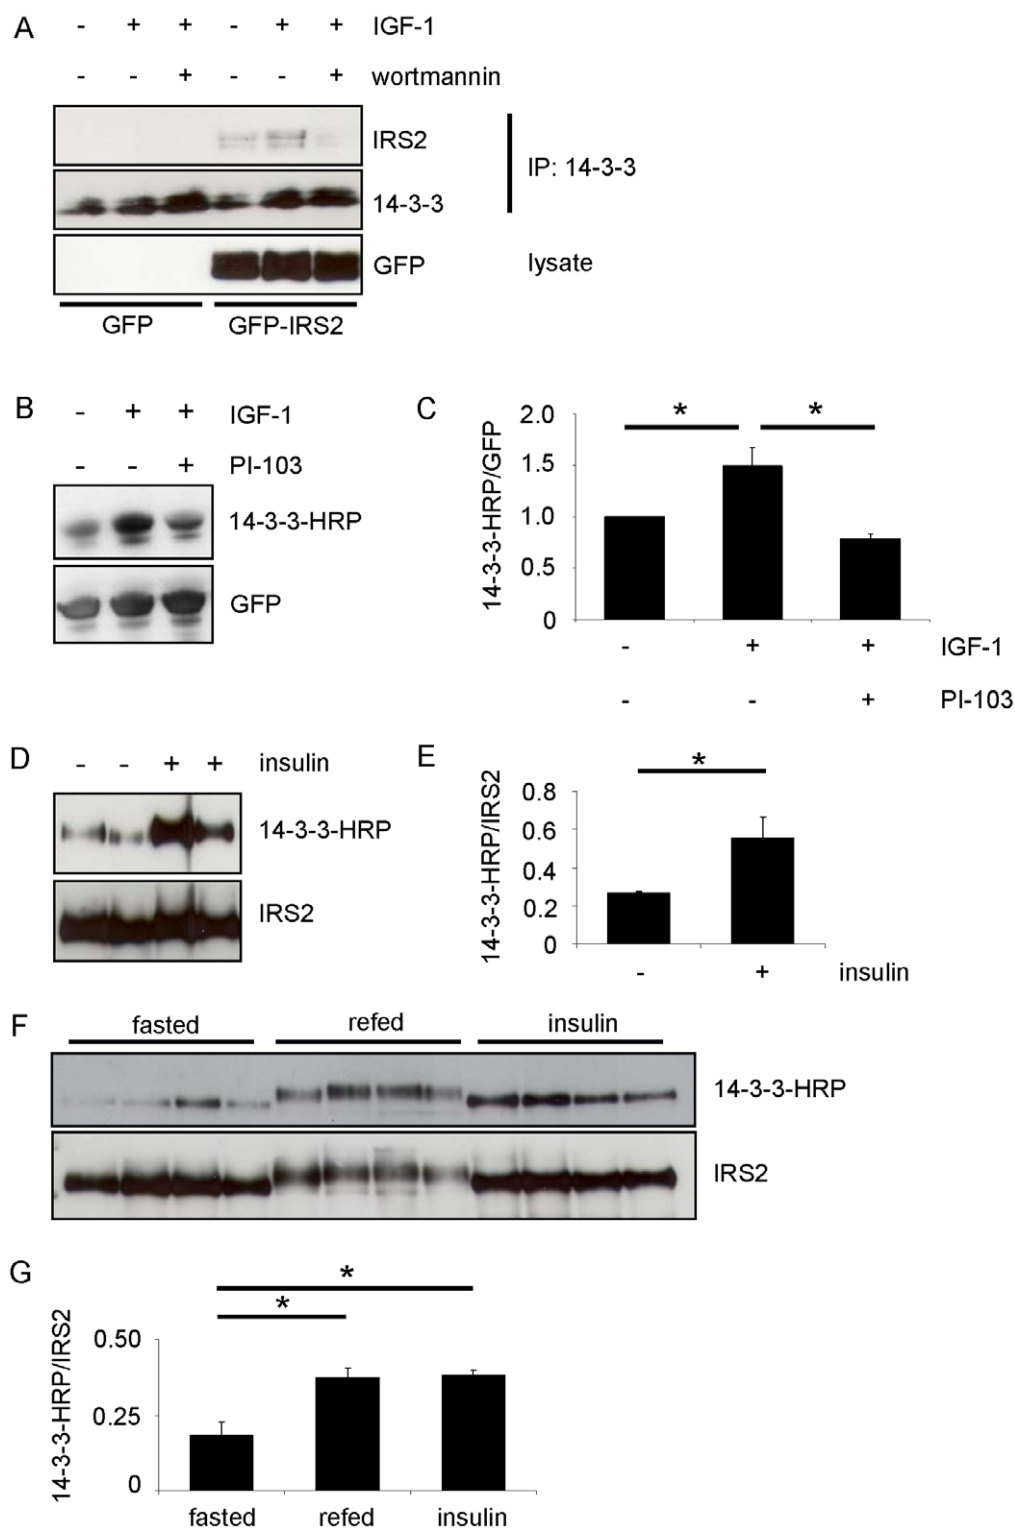 A - + + - + + IGF-1
- - + - - + wortmannin
IRS2
IP: 14-3-3
14-3-3
GFP lysate
GFP GFP-IRS2
B - + + IGF-1
- - + PI-103
14-3-3-HRP
GFP
C
* *
14-3-3-HRP/GFP
2.0
1.5
1.0
0.5
0
- + + IGF-1
- - + PI-103
D - - + + insulin
14-3-3-HRP
IRS2
E
*
14-3-3-HRP/IRS2
0.8
0.6
0.4
0.2
0
- + insulin
F fasted refed insulin
14-3-3-HRP
IRS2
G
*
*
14-3-3-HRP/IRS2
0.50
0.25
0
fasted refed insulin